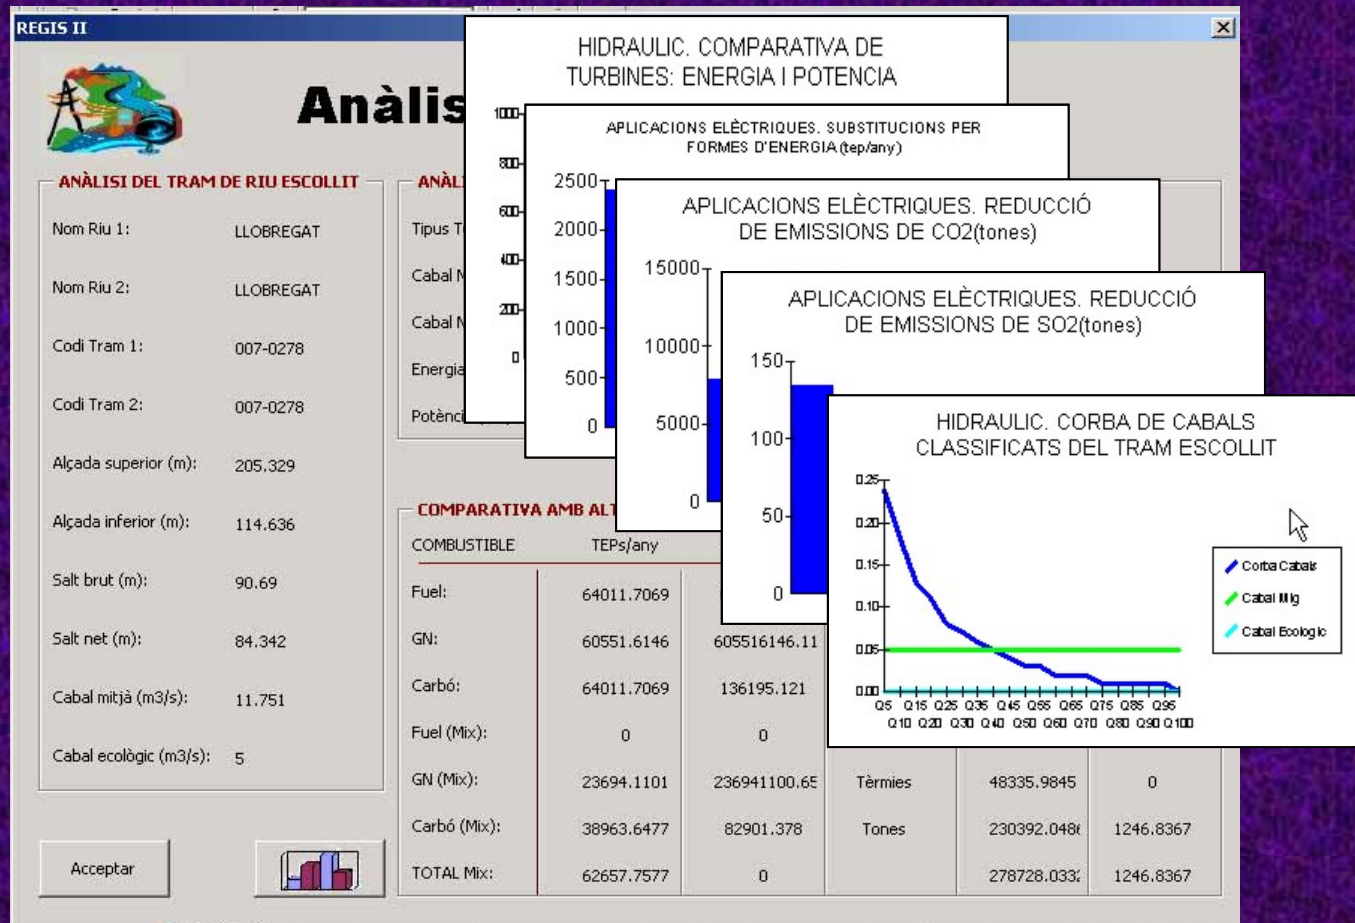 REGIS II
Anàlis
ANÀLISI DEL TRAM DE RIU ESCOLLIT
Nom Riu 1: LLOBREGAT
Nom Riu 2: LLOBREGAT
Codi Tram 1: 007-0278
Codi Tram 2: 007-0278
Alçada superior (m): 205.329
Alçada inferior (m): 114.636
Salt brut (m): 90.69
Salt net (m): 84.342
Cabal mitjà (m3/s): 11.751
Cabal ecològic (m3/s): 5
Acceptar
ANÀL
Tipus T
Cabal M
Cabal M
Energia
Potènci
COMPARATIVA AMB ALT
COMBUSTIBLE TEPs/any
Fuel: 64011.7069
GN: 60551.6146 605516146.11
Carbó: 64011.7069 136195.121
Fuel (Mix): 0 0
GN (Mix): 23694.1101 236941100.65 Tèrmies 48335.9845 0
Carbó (Mix): 38963.6477 82901.378 Tones 230392.048 1246.8367
TOTAL Mix: 62657.7577 0 278728.033 1246.8367
HIDRAULIC. COMPARATIVA DE
TURBINES: ENERGIA I POTENCIA
1000
800
600
400
200
0
APLICACIONS ELÈCTRIQUES. SUBSTITUCIONS PER
FORMES D'ENERGIA(tep/any)
2500
2000
1500
1000
500
0
APLICACIONS ELÈCTRIQUES. REDUCCIÓ
DE EMISSIONS DE CO2(tones)
15000
10000
5000
0
APLICACIONS ELÈCTRIQUES. REDUCCIÓ
DE EMISSIONS DE SO2(tones)
150
100
50
0
HIDRAULIC. CORBA DE CABALS
CLASSIFICATS DEL TRAM ESCOLLIT
0.25
0.20
0.15
0.10
0.05
0.00
Q5 Q15 Q25 Q35 Q45 Q55 Q65 Q75 Q85 Q95
Q10 Q20 Q30 Q40 Q50 Q60 Q70 Q80 Q90 Q100
Corba Cabals
Cabal Mig
Cabal Ecologic